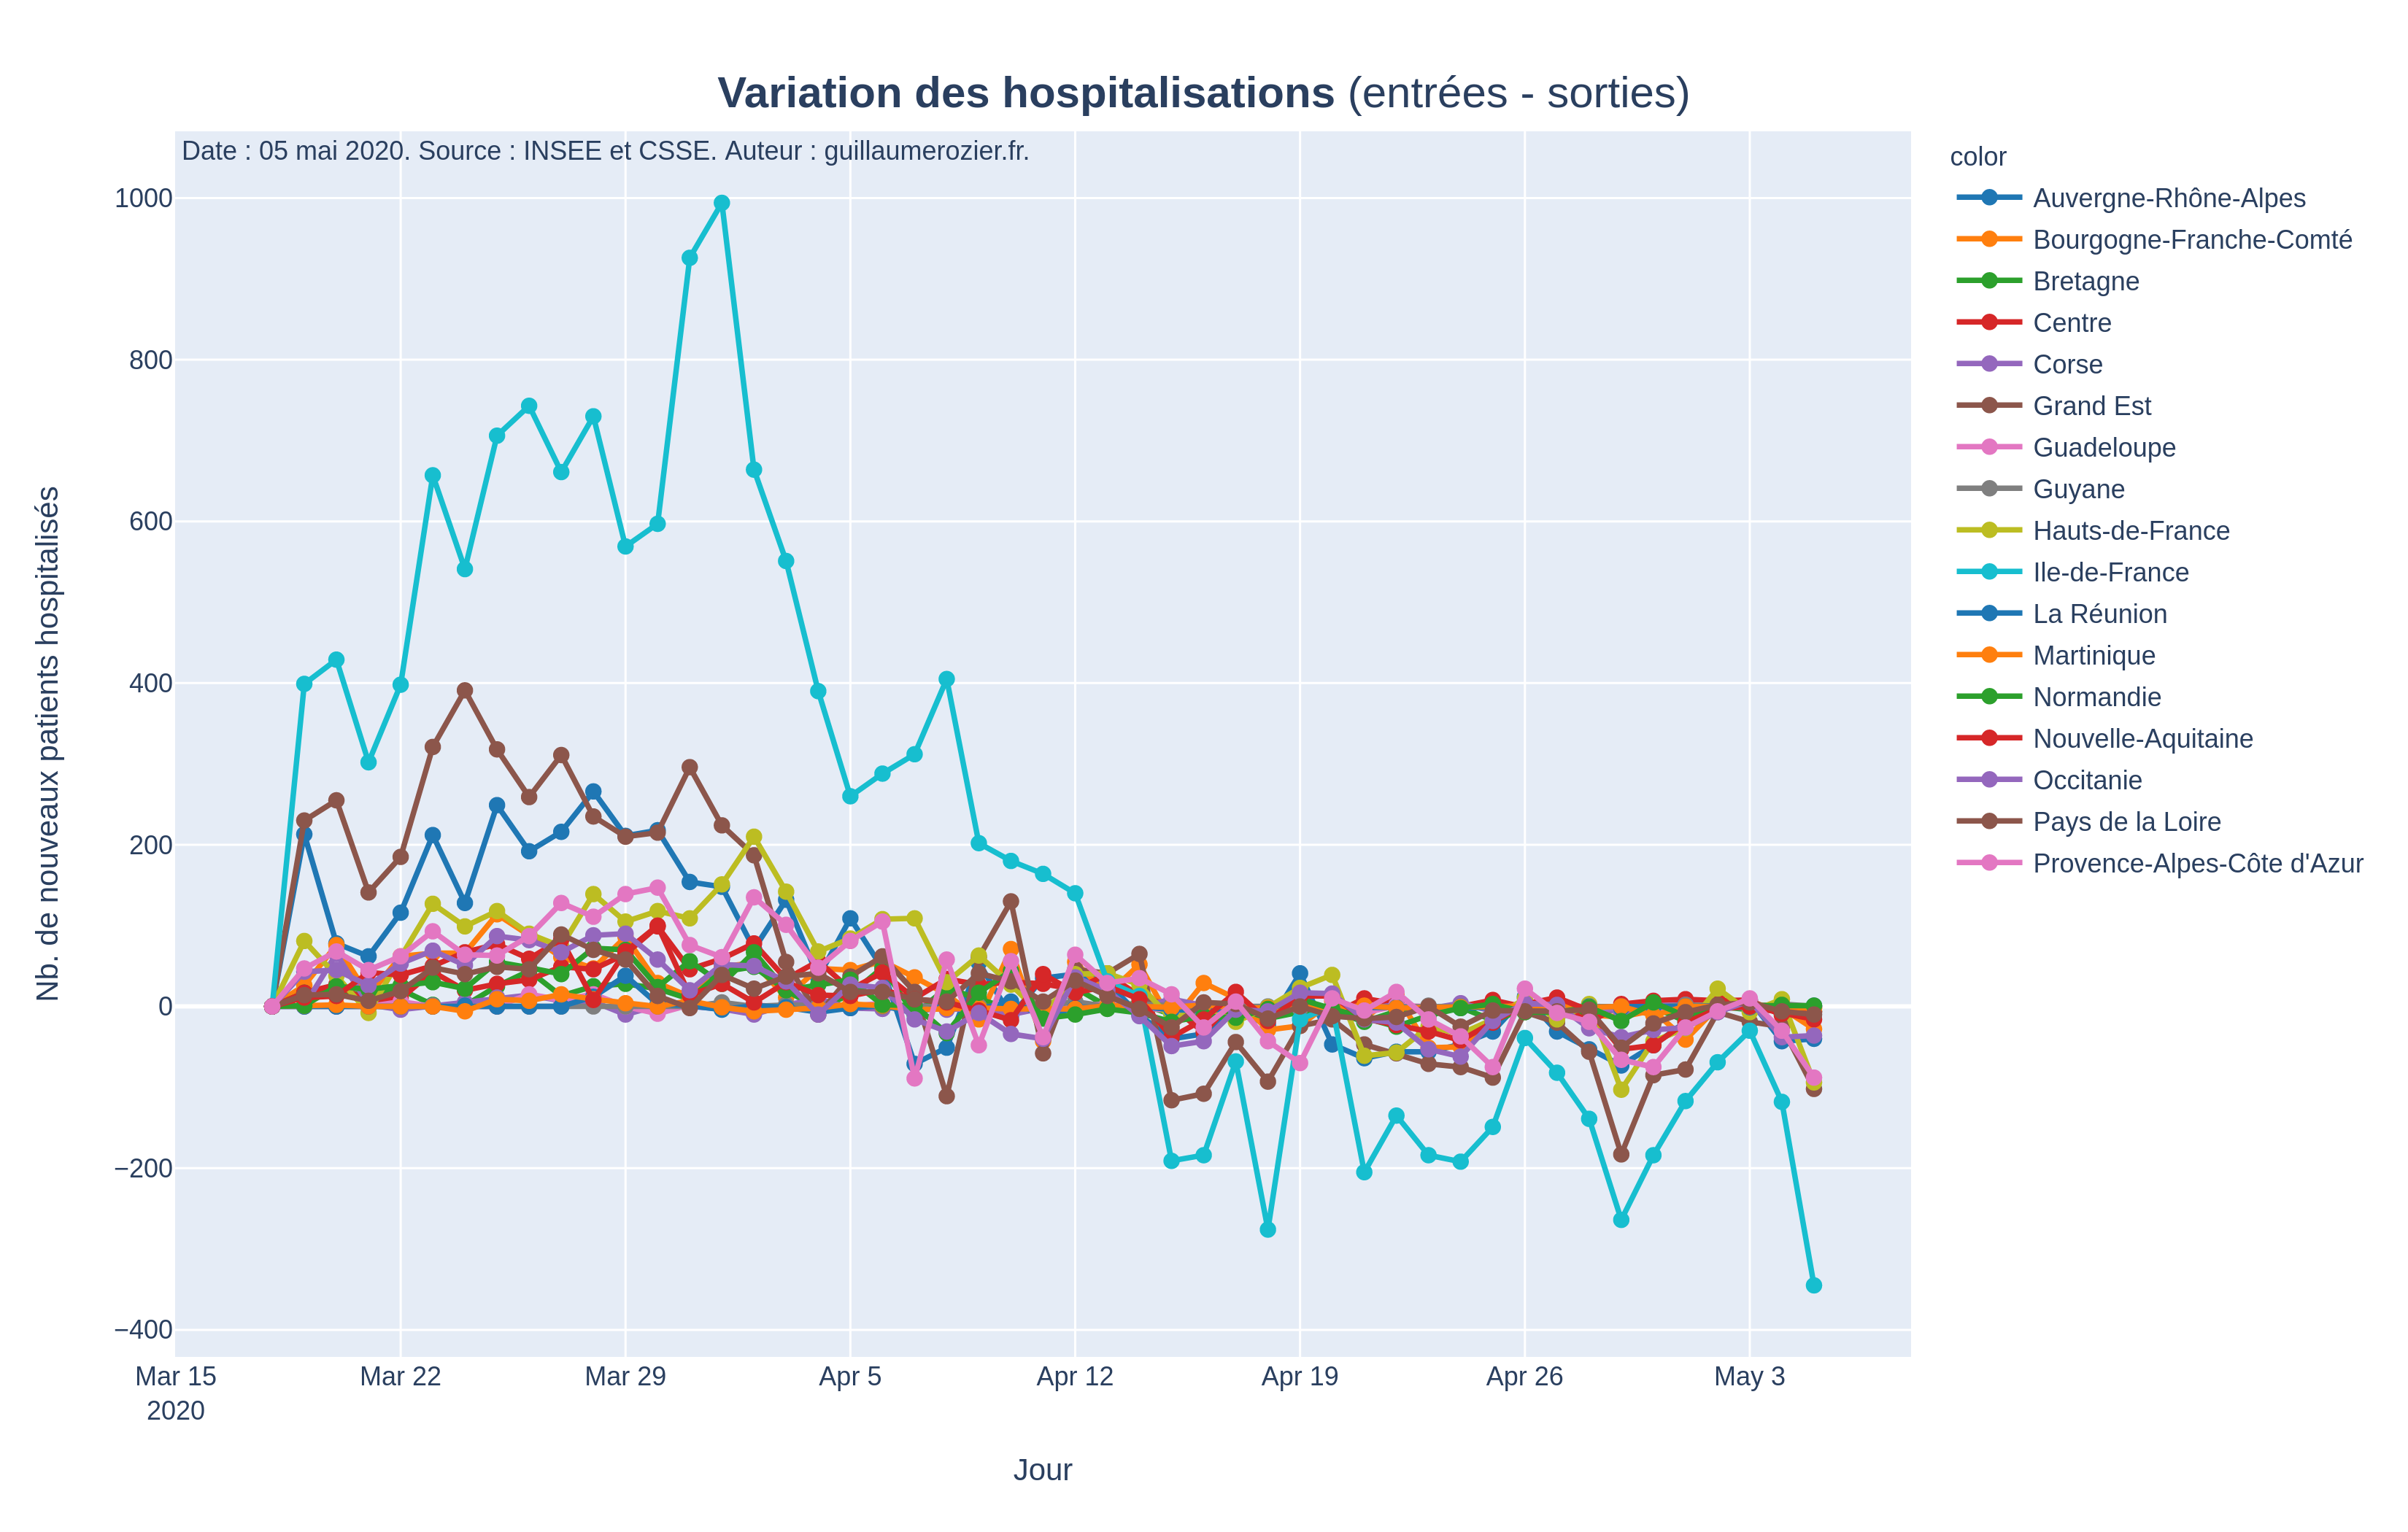 Variation des hospitalisations (entrées - sorties)
Date : 05 mai 2020. Source : INSEE et CSSE. Auteur : guillaumerozier.fr.
Nb. de nouveaux patients hospitalisés
1000
800
600
400
200
0
−200
−400
Mar 15
2020
Mar 22
Mar 29
Apr 5
Apr 12
Apr 19
Apr 26
May 3
Jour
color
Auvergne-Rhône-Alpes
Bourgogne-Franche-Comté
Bretagne
Centre
Corse
Grand Est
Guadeloupe
Guyane
Hauts-de-France
Ile-de-France
La Réunion
Martinique
Normandie
Nouvelle-Aquitaine
Occitanie
Pays de la Loire
Provence-Alpes-Côte d'Azur